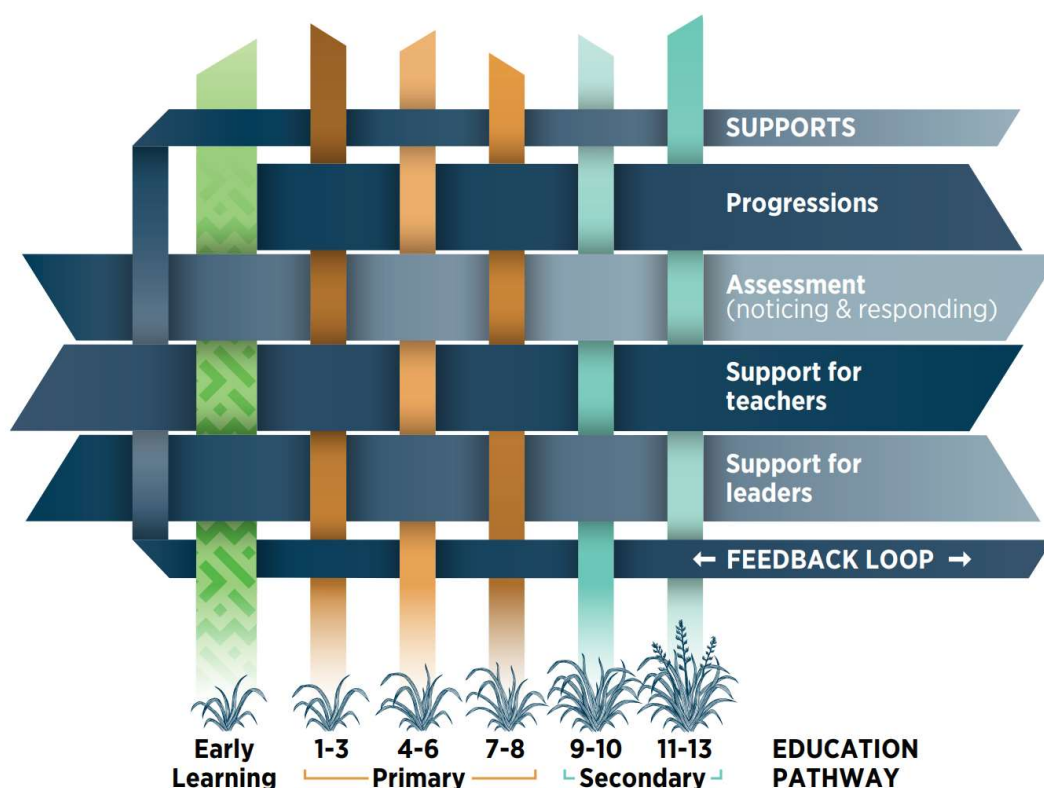 SUPPORTS
Progressions
Assessment
(noticing & responding)
Support for
teachers
Support for
leaders
← FEEDBACK LOOP →
Early
Learning
1-3 4-6 7-8
Primary
9-10 11-13
Secondary
EDUCATION
PATHWAY